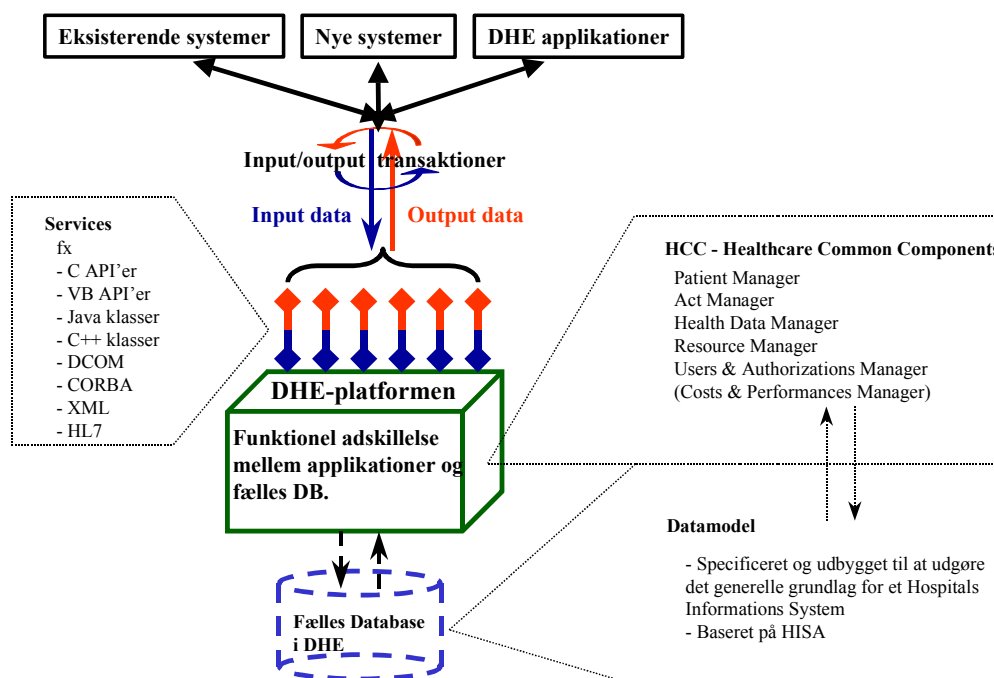 Eksisterende systemer
Nye systemer
DHE applikationer
Input/output transaktioner
Input data
Output data
Services
fx
- C API’er
- VB API’er
- Java klasser
- C++ klasser
- DCOM
- CORBA
- XML
- HL7
HCC - Healthcare Common Components
Patient Manager
Act Manager
Health Data Manager
Resource Manager
Users & Authorizations Manager
(Costs & Performances Manager)
DHE-platformen
Funktionel adskillelse
mellem applikationer og
fælles DB.
Datamodel
- Specificeret og udbygget til at udgøre
det generelle grundlag for et Hospitals
Informations System
- Baseret på HISA
Fælles Database
i DHE